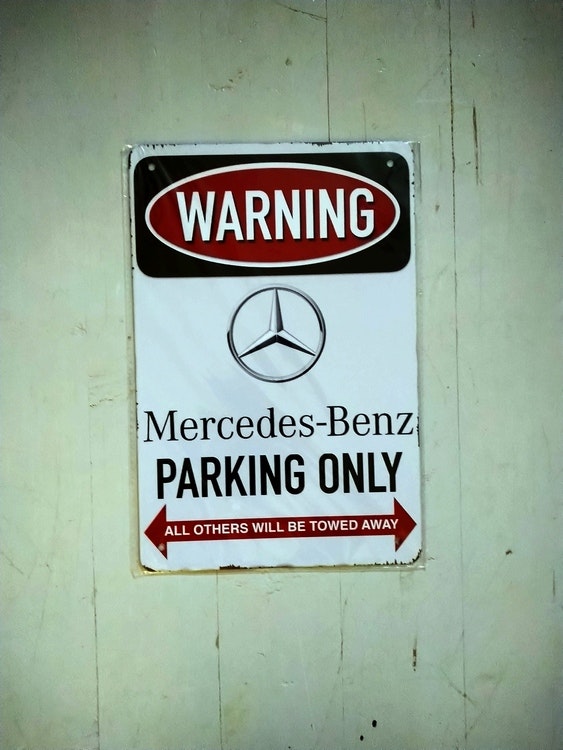 WARNING
Mercedes-Benz
PARKING ONLY
ALL OTHERS WILL BE TOWED AWAY